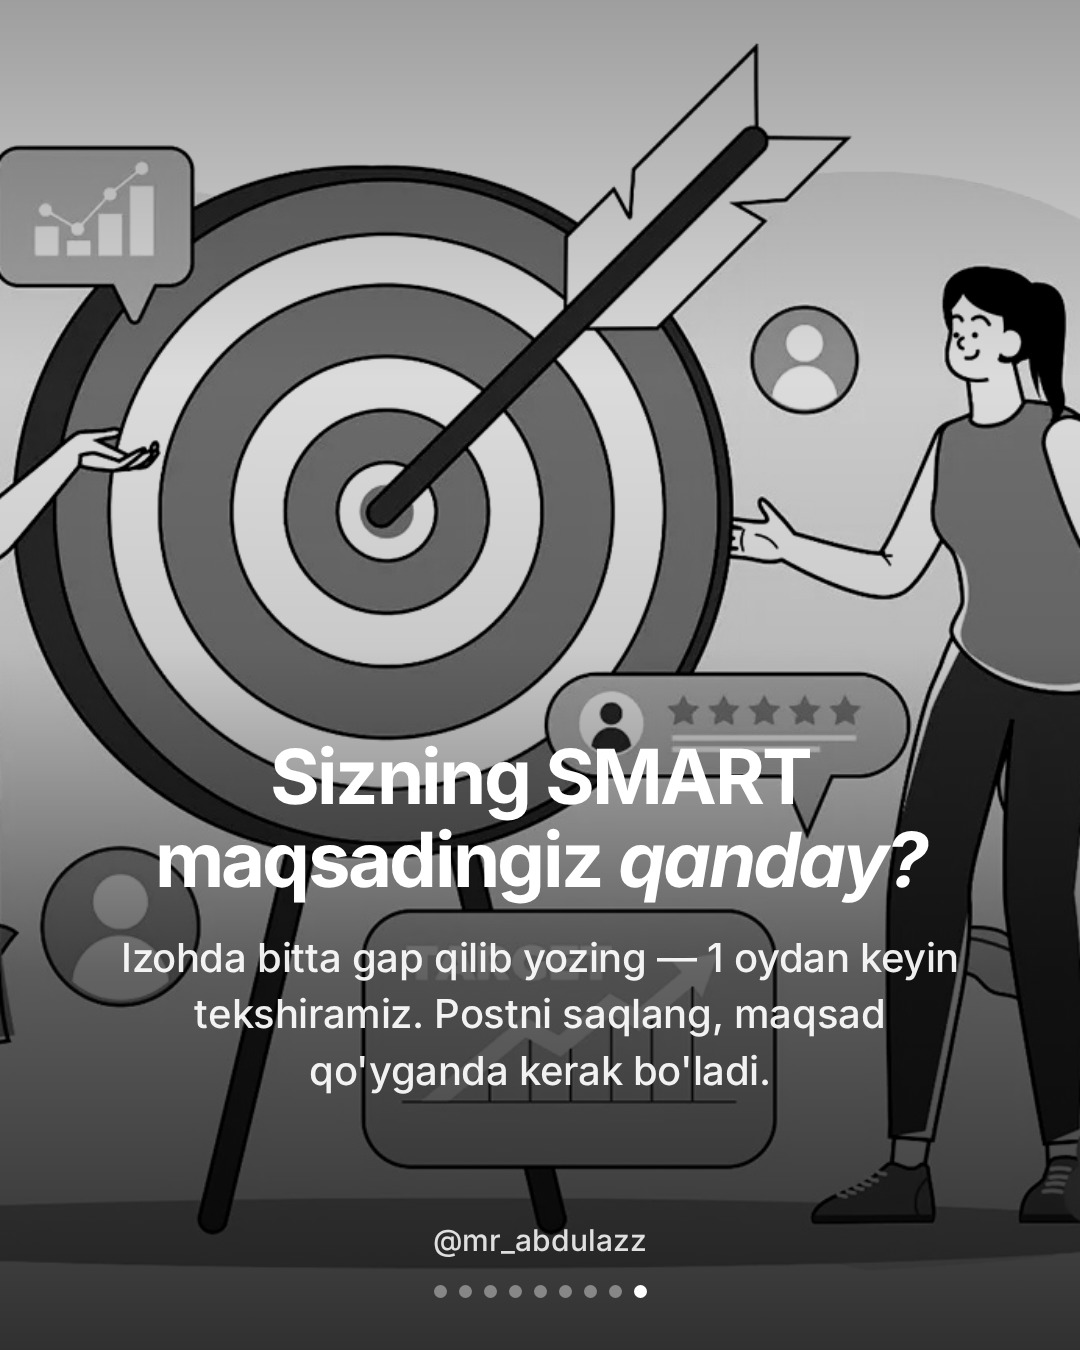 Sizning SMART
maqsadingiz qanday?
Izohda bitta gap qilib yozing — 1 oydan keyin
tekshiramiz. Postni saqlang, maqsad
qo'yganda kerak bo'ladi.
@mr_abdulazz